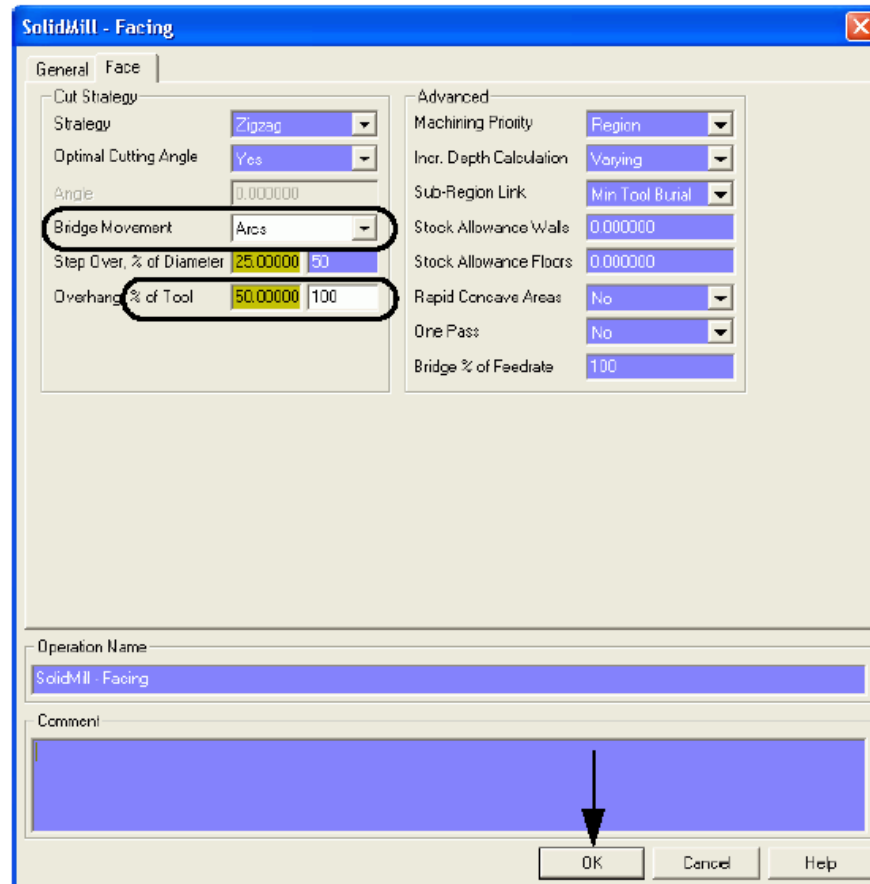 SolidMill - Facing
General Face
Cut Strategy
Strategy Zigzag
Optimal Cutting Angle Yes
Angle 0.000000
Bridge Movement Arcs
Step Over, % of Diameter 25.00000 50
Overhang, % of Tool 50.00000 100
Advanced
Machining Priority Region
Incr. Depth Calculation Varying
Sub-Region Link Min Tool Burial
Stock Allowance Walls 0.000000
Stock Allowance Floors 0.000000
Rapid Concave Areas No
One Pass No
Bridge % of Feedrate 100
Operation Name
SolidMill - Facing
Comment
OK Cancel Help